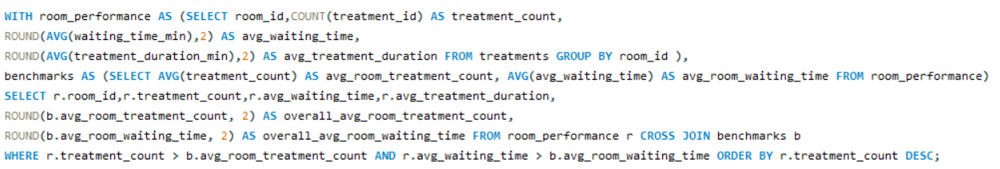 WITH room_performance AS (SELECT room_id,COUNT(treatment_id) AS treatment_count,
ROUND(AVG(waiting_time_min),2) AS avg_waiting_time,
ROUND(AVG(treatment_duration_min),2) AS avg_treatment_duration FROM treatments GROUP BY room_id ),
benchmarks AS (SELECT AVG(treatment_count) AS avg_room_treatment_count, AVG(avg_waiting_time) AS avg_room_waiting_time FROM room_performance)
SELECT r.room_id,r.treatment_count,r.avg_waiting_time,r.avg_treatment_duration,
ROUND(b.avg_room_treatment_count, 2) AS overall_avg_room_treatment_count,
ROUND(b.avg_room_waiting_time, 2) AS overall_avg_room_waiting_time FROM room_performance r CROSS JOIN benchmarks b
WHERE r.treatment_count > b.avg_room_treatment_count AND r.avg_waiting_time > b.avg_room_waiting_time ORDER BY r.treatment_count DESC;